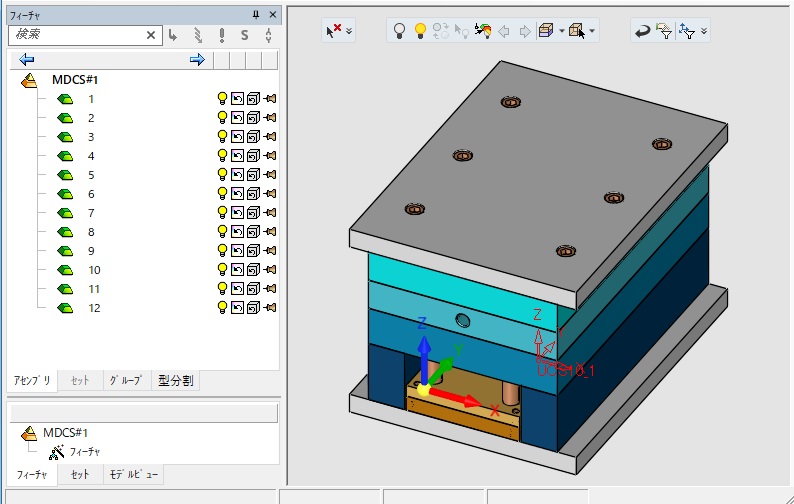 フィーチャ
検索
S
MDCS#1
1
2
3
4
5
6
7
8
9
10
11
12
アセンブリ セット グループ 型分割
MDCS#1
フィーチャ
フィーチャ セット モデルビュー
Z
Y
X
Z
Y
UCS10_1